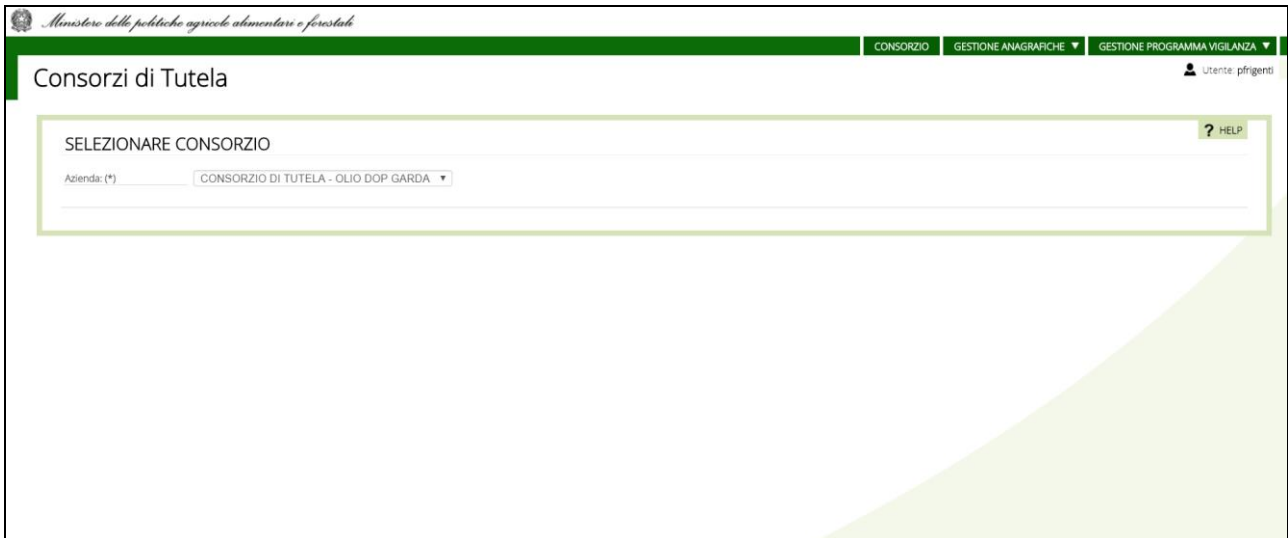 Ministero delle politiche agricole alimentari e forestali
CONSORZIO GESTIONE ANAGRAFICHE ▼ GESTIONE PROGRAMMA VIGILANZA ▼
Consorzi di Tutela
Utente: pfrigenti
? HELP
SELEZIONARE CONSORZIO
Azienda: (*) CONSORZIO DI TUTELA - OLIO DOP GARDA ▼